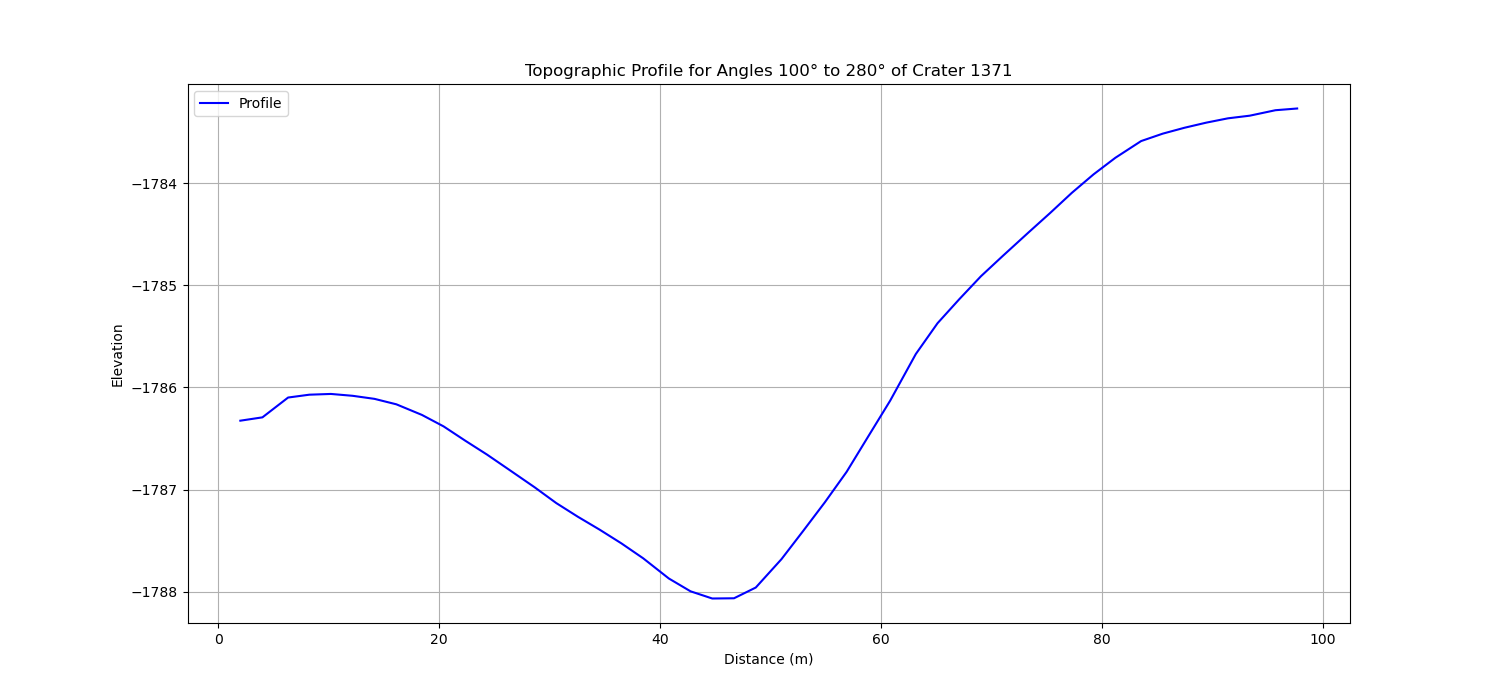 Topographic Profile for Angles 100° to 280° of Crater 1371
Profile
−1784
−1785
−1786
−1787
−1788
Elevation
0 20 40 60 80 100
Distance (m)